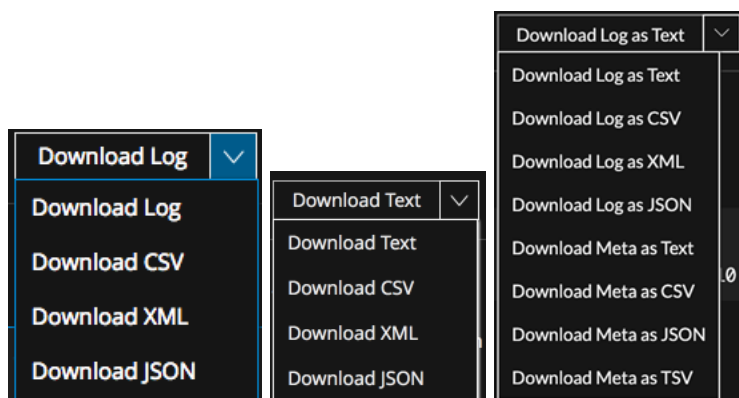 Download Log
Download Log
Download CSV
Download XML
Download JSON
Download Text
Download Text
Download CSV
Download XML
Download JSON
Download Log as Text
Download Log as Text
Download Log as CSV
Download Log as XML
Download Log as JSON
Download Meta as Text
Download Meta as CSV
Download Meta as JSON
Download Meta as TSV